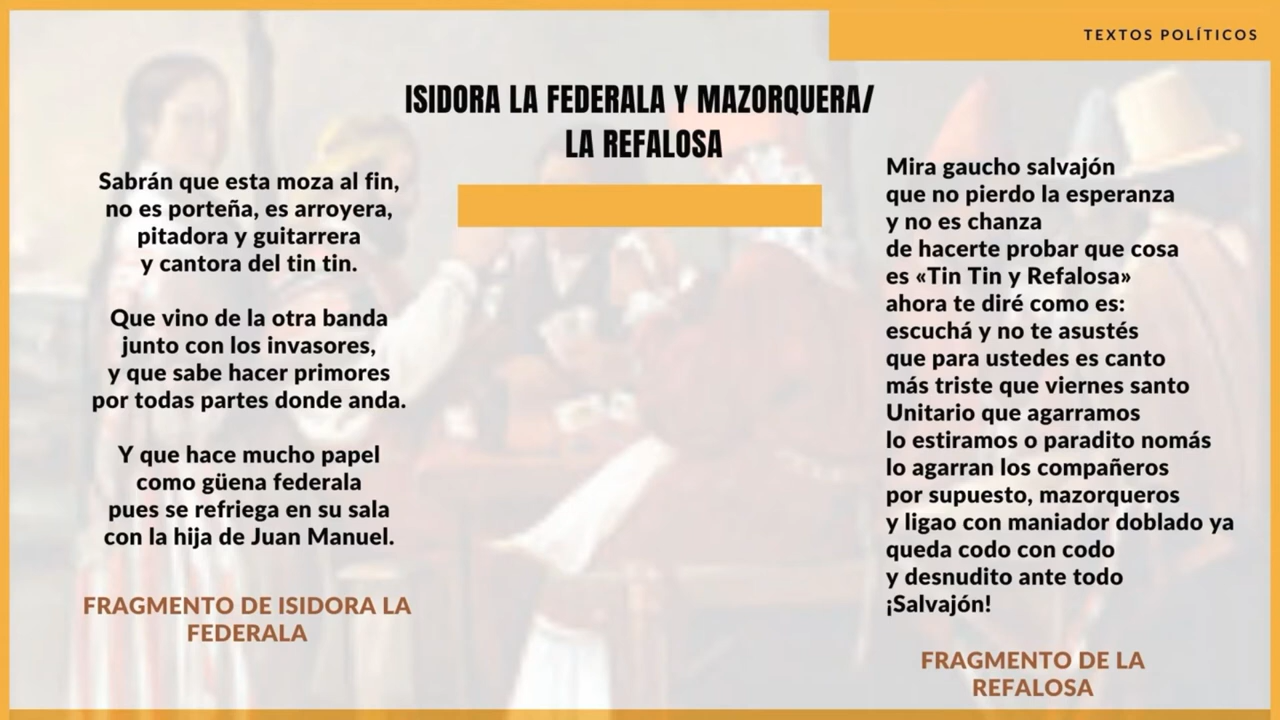 TEXTOS POLÍTICOS
ISIDORA LA FEDERALA Y MAZORQUERA/
LA REFALOSA
Sabrán que esta moza al fin,
no es porteña, es arroyera,
pitadora y guitarrera
y cantora del tin tin.
Que vino de la otra banda
junto con los invasores,
y que sabe hacer primores
por todas partes donde anda.
Y que hace mucho papel
como güena federala
pues se refriega en su sala
con la hija de Juan Manuel.
FRAGMENTO DE ISIDORA LA
FEDERALA
Mira gaucho salvajón
que no pierdo la esperanza
y no es chanza
de hacerte probar que cosa
es «Tin Tin y Refalosa»
ahora te diré como es:
escuchá y no te asustés
que para ustedes es canto
más triste que viernes santo
Unitario que agarramos
lo estiramos o paradito nomás
lo agarran los compañeros
por supuesto, mazorqueros
y ligao con maniador doblado ya
queda codo con codo
y desnudito ante todo
¡Salvajón!
FRAGMENTO DE LA
REFALOSA